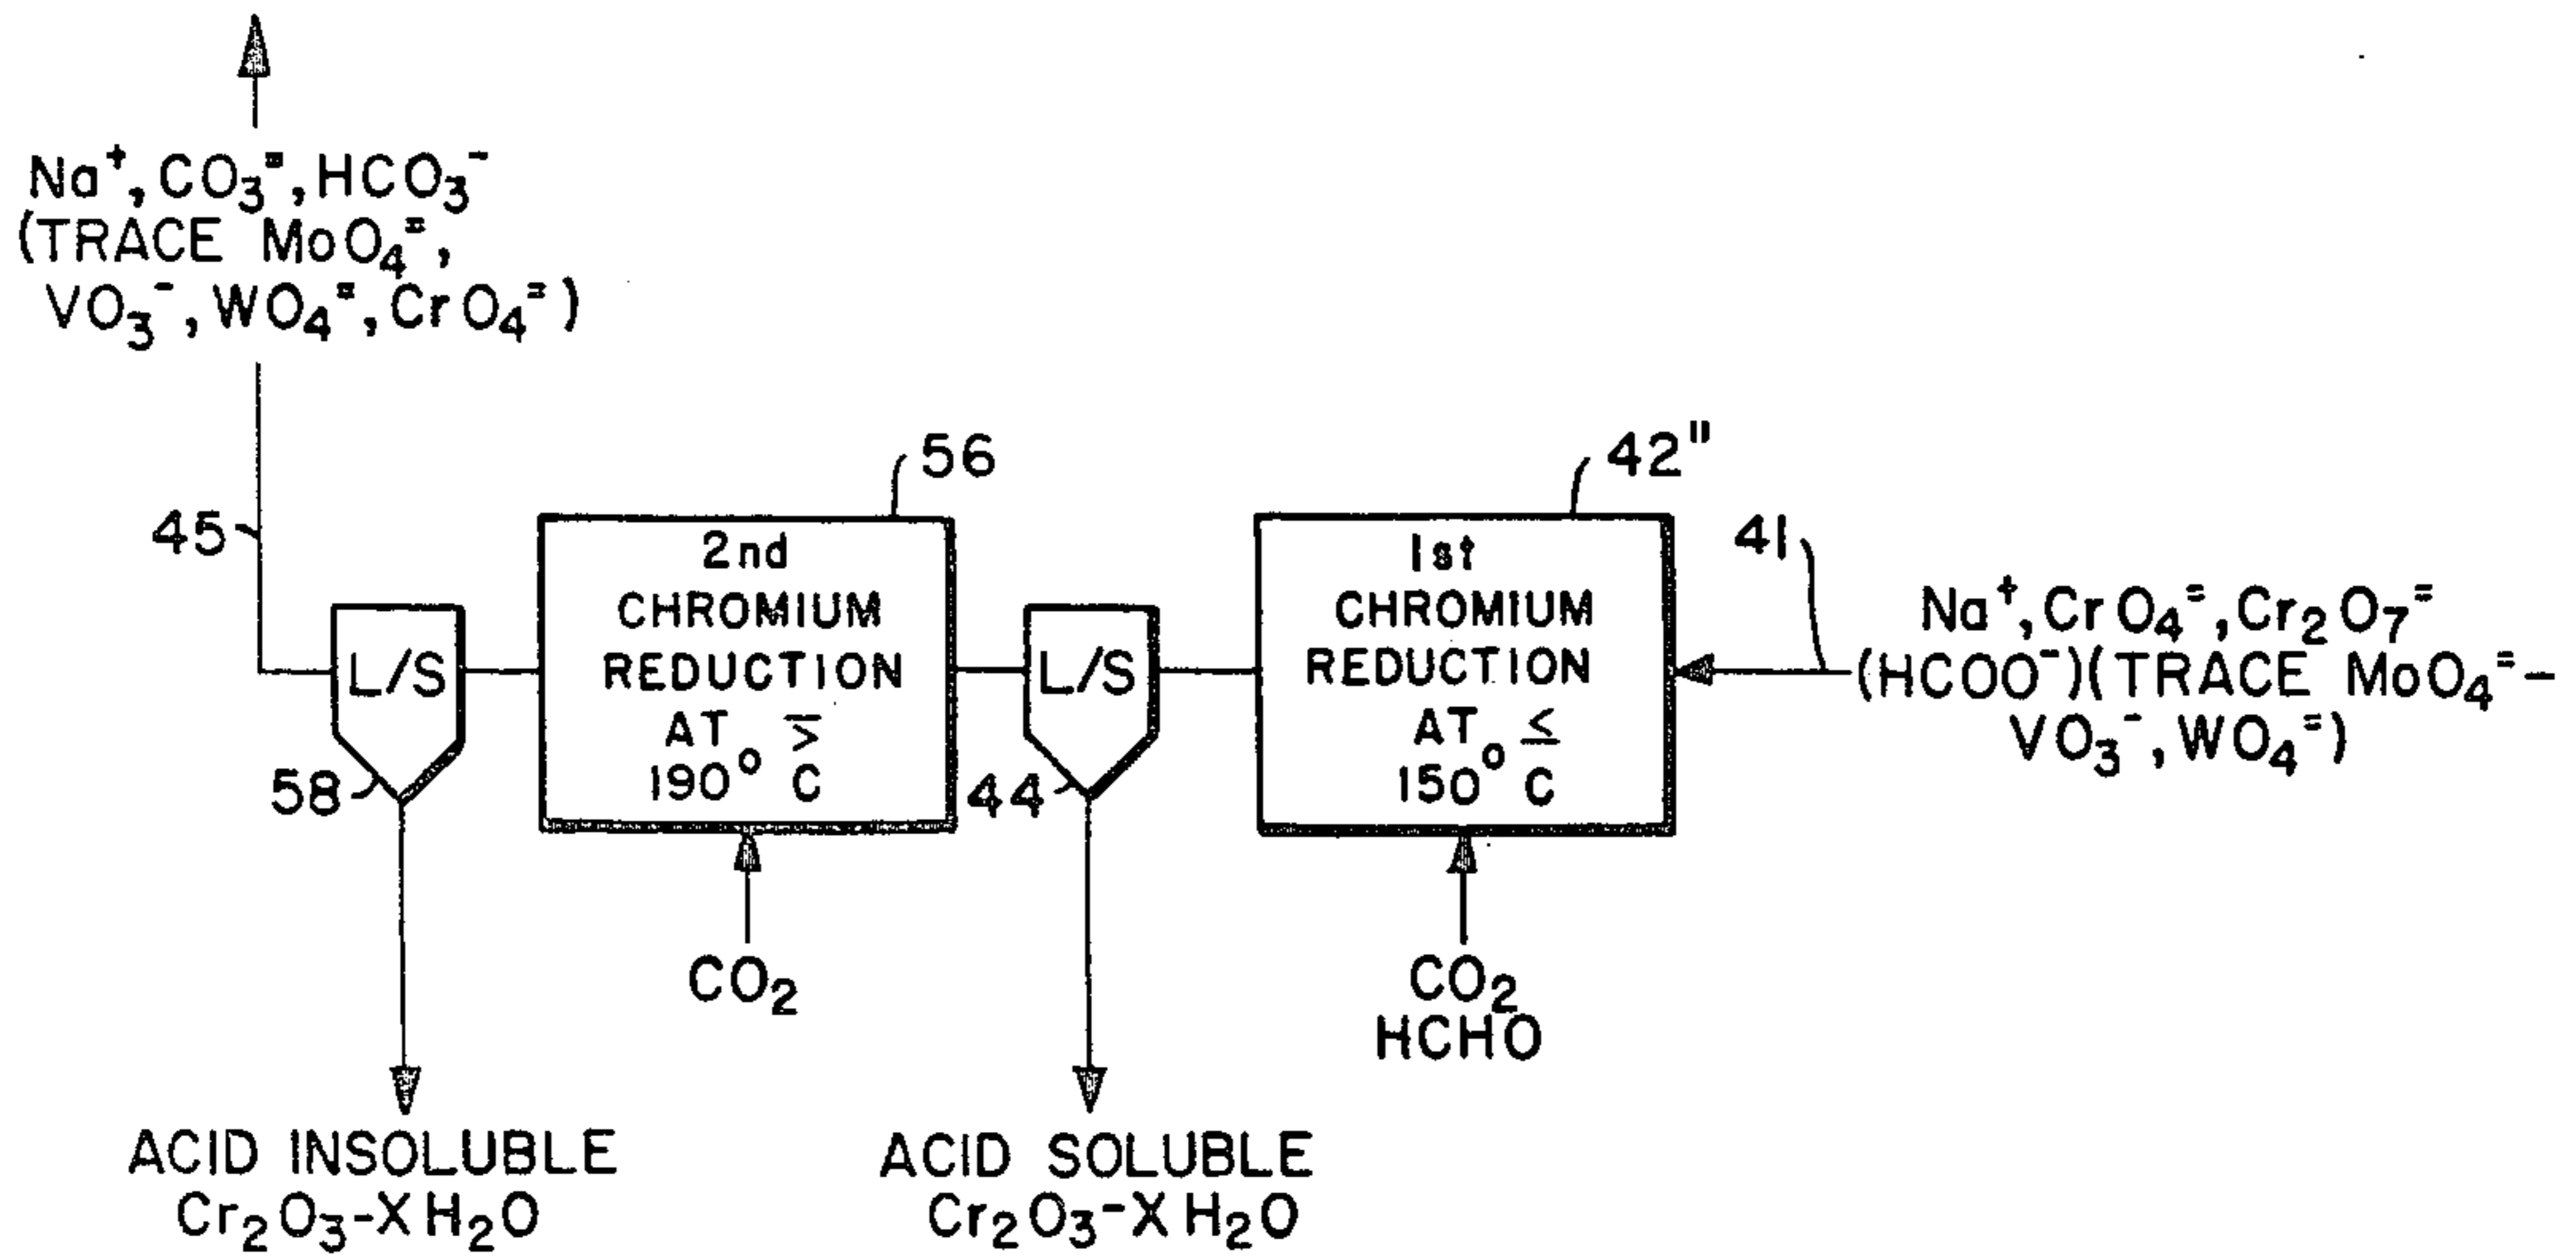 Na⁺, CO₃⁼, HCO₃⁻
(TRACE MoO₄⁼,
VO₃⁻, WO₄⁼, CrO₄⁼)
45
L/S
58
56
2nd
CHROMIUM
REDUCTION
AT >̅
190° C
CO₂
L/S
44
42"
1st
CHROMIUM
REDUCTION
AT ≤
150° C
CO₂
HCHO
41
Na⁺, CrO₄⁼, Cr₂O₇⁼
(HCOO⁻)(TRACE MoO₄⁼-
VO₃⁻, WO₄⁼)
ACID INSOLUBLE
Cr₂O₃-XH₂O
ACID SOLUBLE
Cr₂O₃-XH₂O